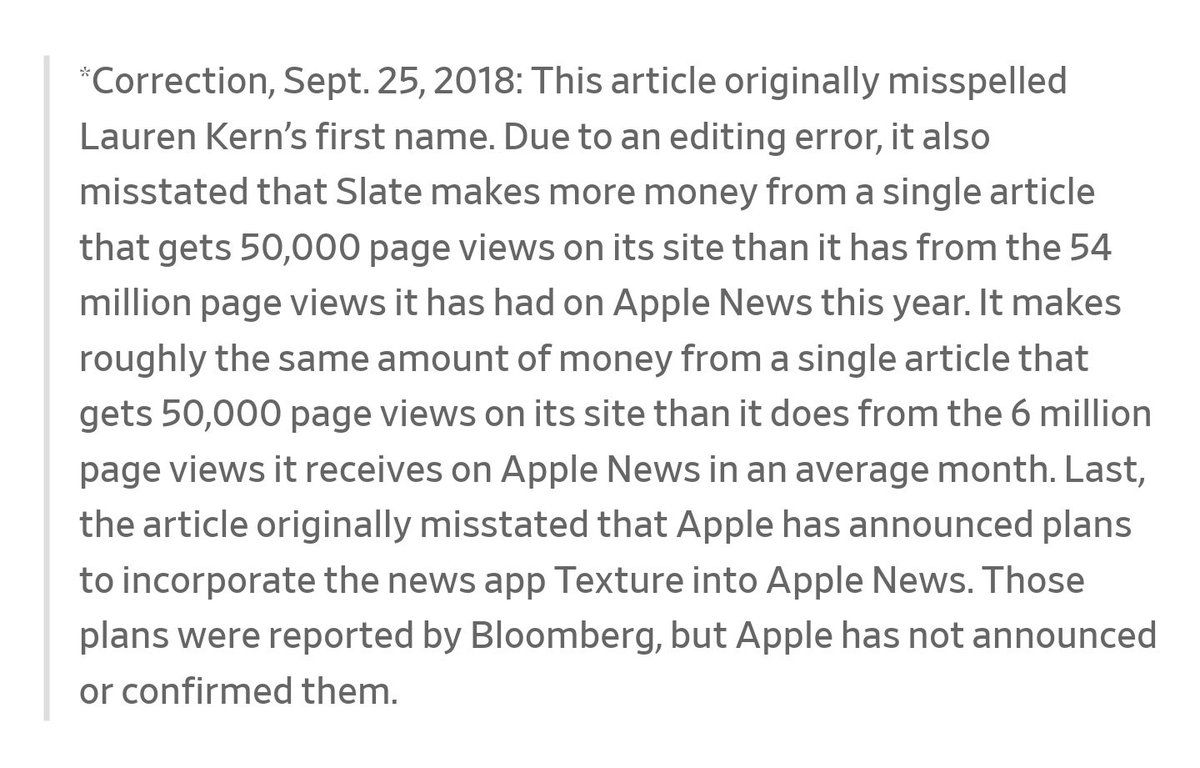 *Correction, Sept. 25, 2018: This article originally misspelled
Lauren Kern’s first name. Due to an editing error, it also
misstated that Slate makes more money from a single article
that gets 50,000 page views on its site than it has from the 54
million page views it has had on Apple News this year. It makes
roughly the same amount of money from a single article that
gets 50,000 page views on its site than it does from the 6 million
page views it receives on Apple News in an average month. Last,
the article originally misstated that Apple has announced plans
to incorporate the news app Texture into Apple News. Those
plans were reported by Bloomberg, but Apple has not announced
or confirmed them.